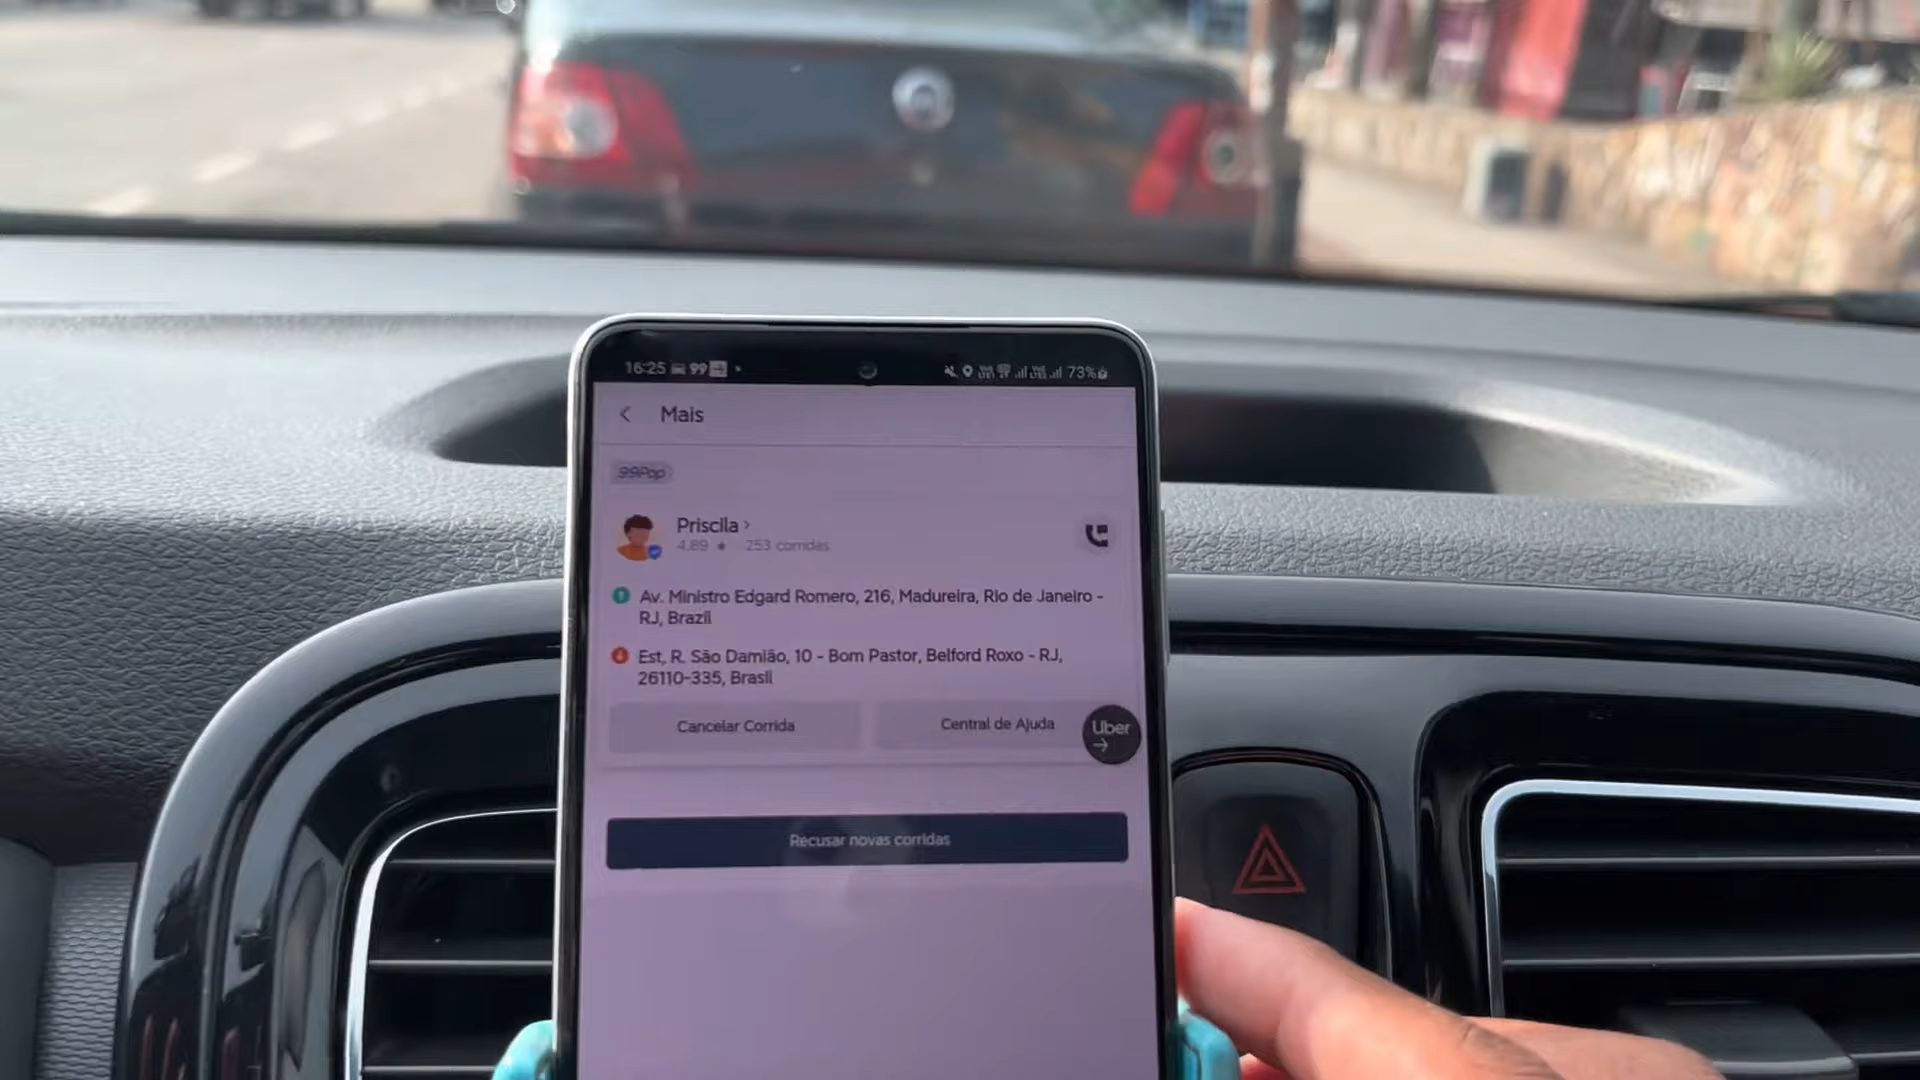 16:25 99
73%
Mais
99Pop
Priscila >
4.89 ★ 253 corridas
Av. Ministro Edgard Romero, 216, Madureira, Rio de Janeiro -
RJ, Brazil
Est, R. São Damião, 10 - Bom Pastor, Belford Roxo - RJ,
26110-335, Brasil
Cancelar Corrida
Central de Ajuda
Uber
→
Recusar novas corridas